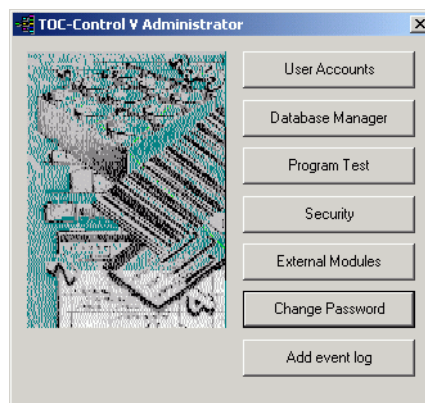 TOC-Control V Administrator
User Accounts
Database Manager
Program Test
Security
External Modules
Change Password
Add event log